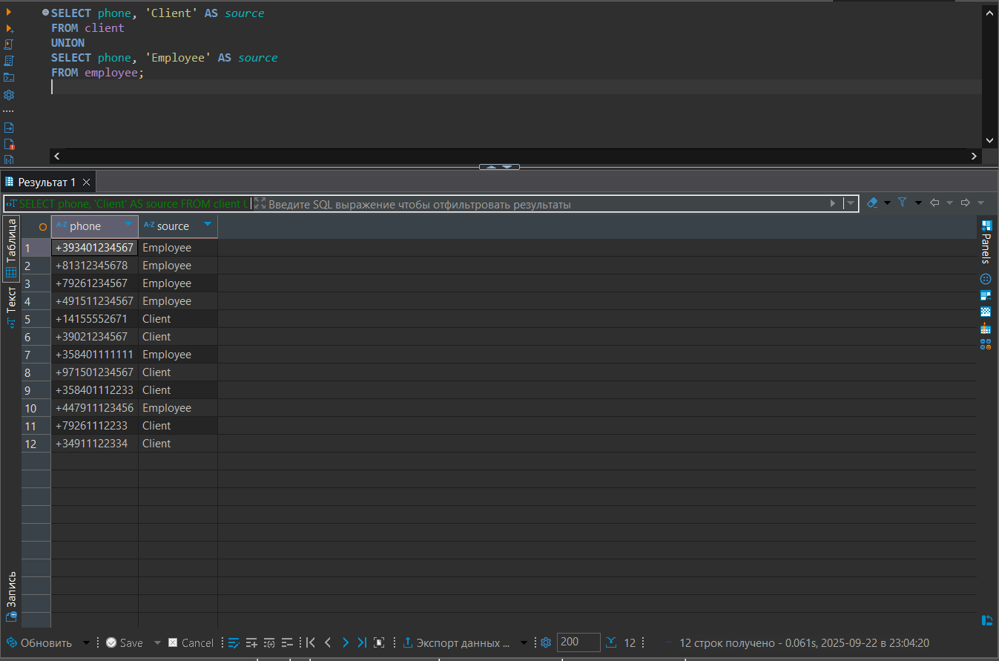 SELECT phone, 'Client' AS source
FROM client
UNION
SELECT phone, 'Employee' AS source
FROM employee;
Результат 1
SELECT phone, 'Client' AS source FROM client U
Введите SQL выражение чтобы отфильтровать результаты
Таблица
Текст
Запись
A-Z phone A-Z source
1 +393401234567 Employee
2 +81312345678 Employee
3 +79261234567 Employee
4 +491511234567 Employee
5 +14155552671 Client
6 +39021234567 Client
7 +358401111111 Employee
8 +971501234567 Client
9 +358401112233 Client
10 +447911123456 Employee
11 +79261112233 Client
12 +34911122334 Client
Panels
Обновить Save Cancel Экспорт данных ... 200 12 12 строк получено - 0.061s, 2025-09-22 в 23:04:20